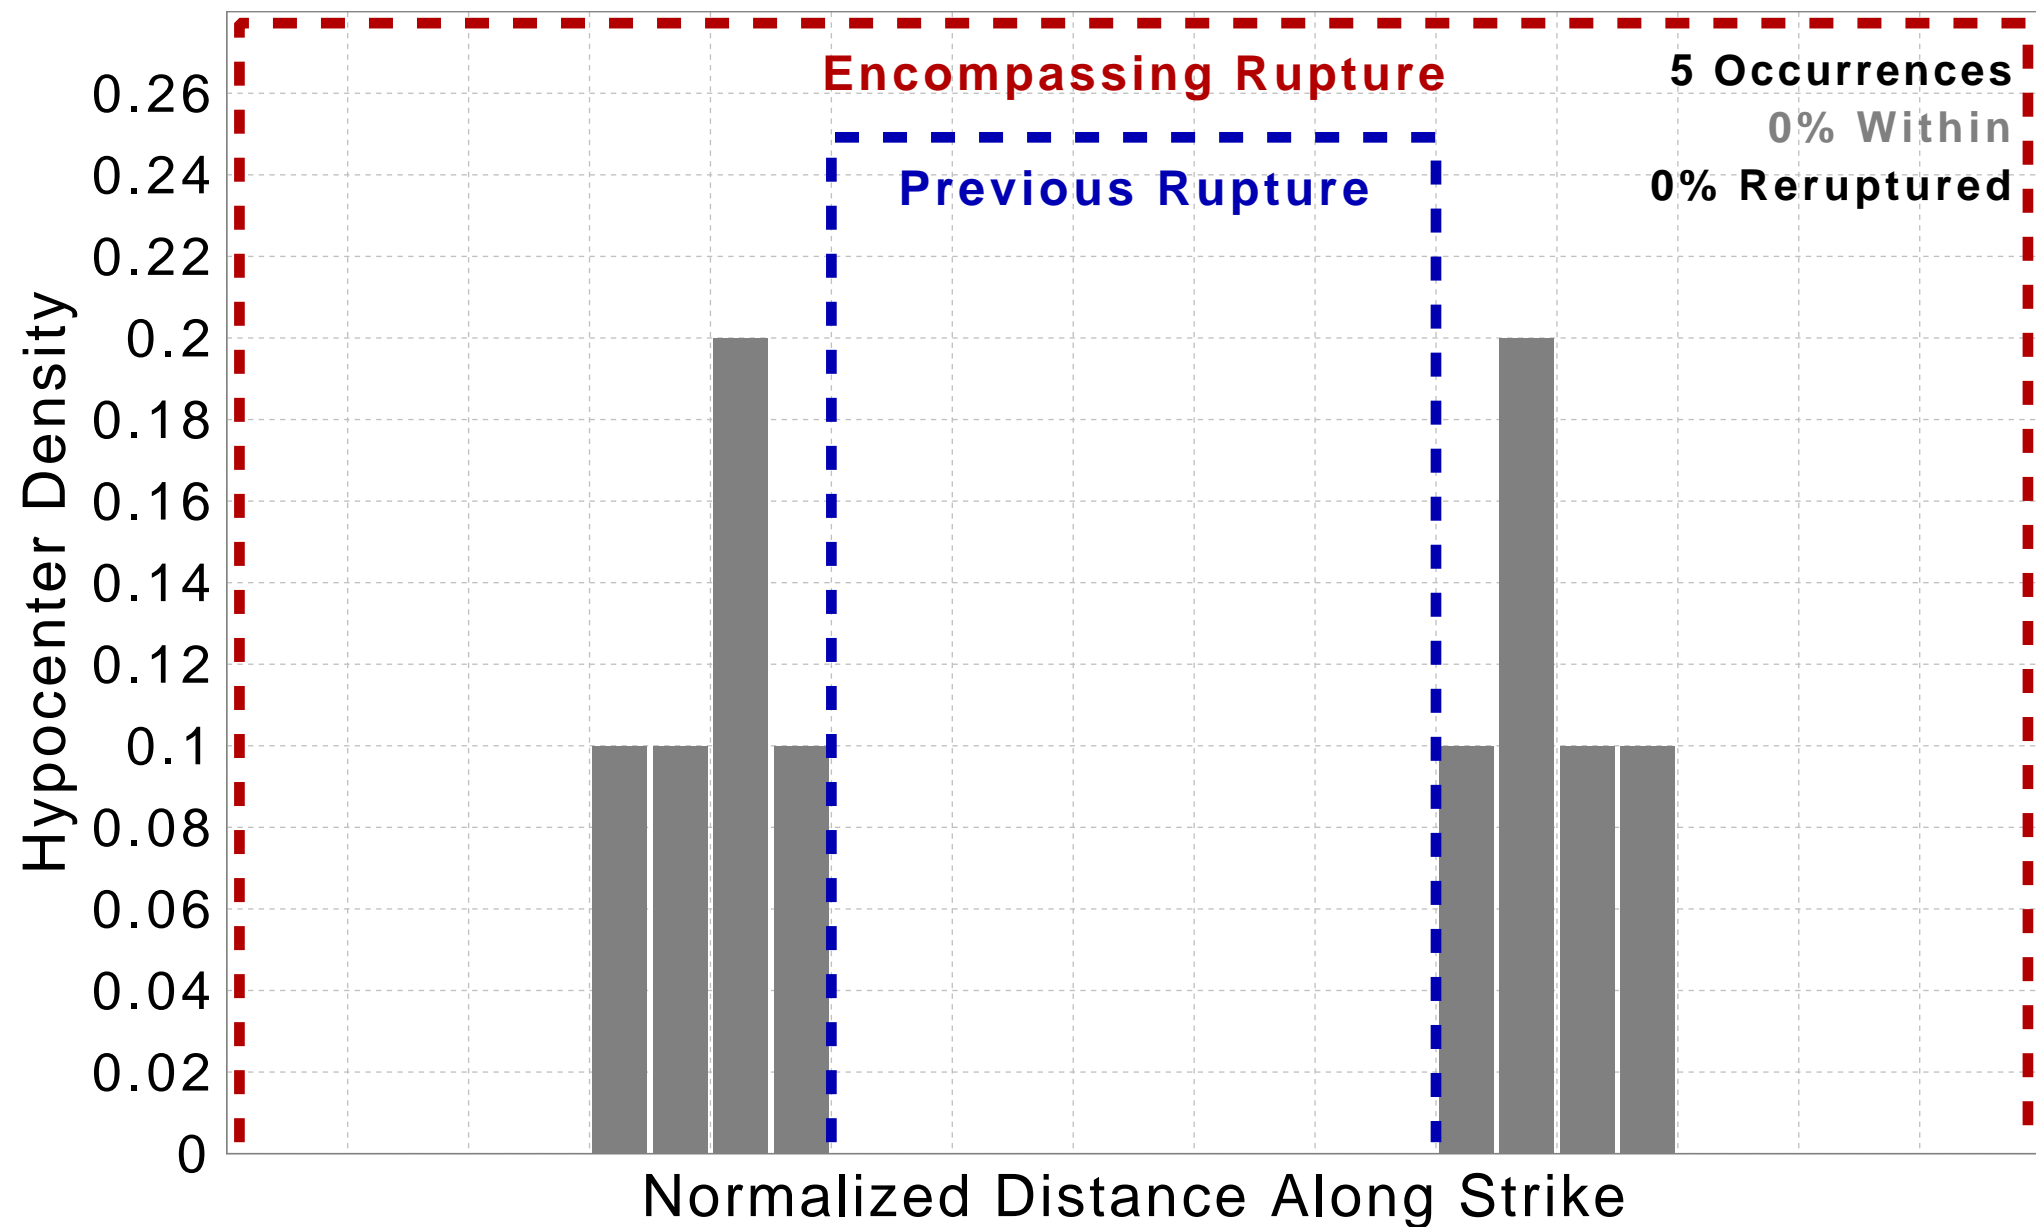 Encompassing Rupture
Previous Rupture
5 Occurrences
0% Within
0% Reruptured
Hypocenter Density
0.26
0.24
0.22
0.2
0.18
0.16
0.14
0.12
0.1
0.08
0.06
0.04
0.02
0
Normalized Distance Along Strike